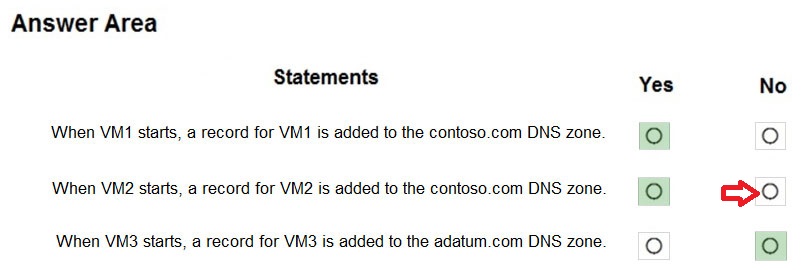 Answer Area
Statements Yes No
When VM1 starts, a record for VM1 is added to the contoso.com DNS zone.
When VM2 starts, a record for VM2 is added to the contoso.com DNS zone.
When VM3 starts, a record for VM3 is added to the adatum.com DNS zone.